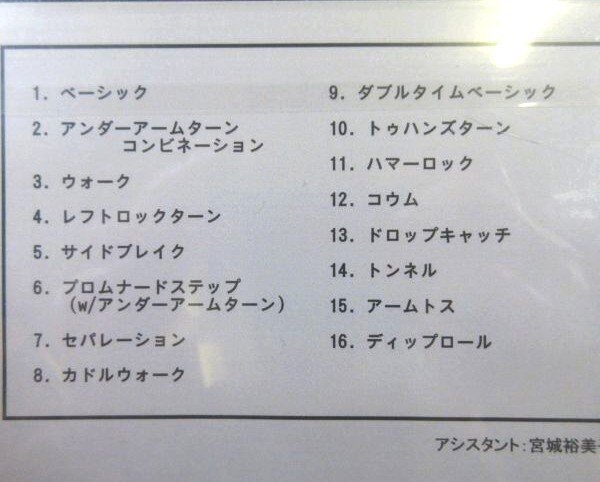 1. ベーシック
2. アンダーアームターン
コンビネーション
3. ウォーク
4. レフトロックターン
5. サイドブレイク
6. プロムナードステップ
(w/アンダーアームターン)
7. セパレーション
8. カドルウォーク
9. ダブルタイムベーシック
10. トゥハンズターン
11. ハマーロック
12. コウム
13. ドロップキャッチ
14. トンネル
15. アームトス
16. ディップロール
アシスタント:宮城裕美